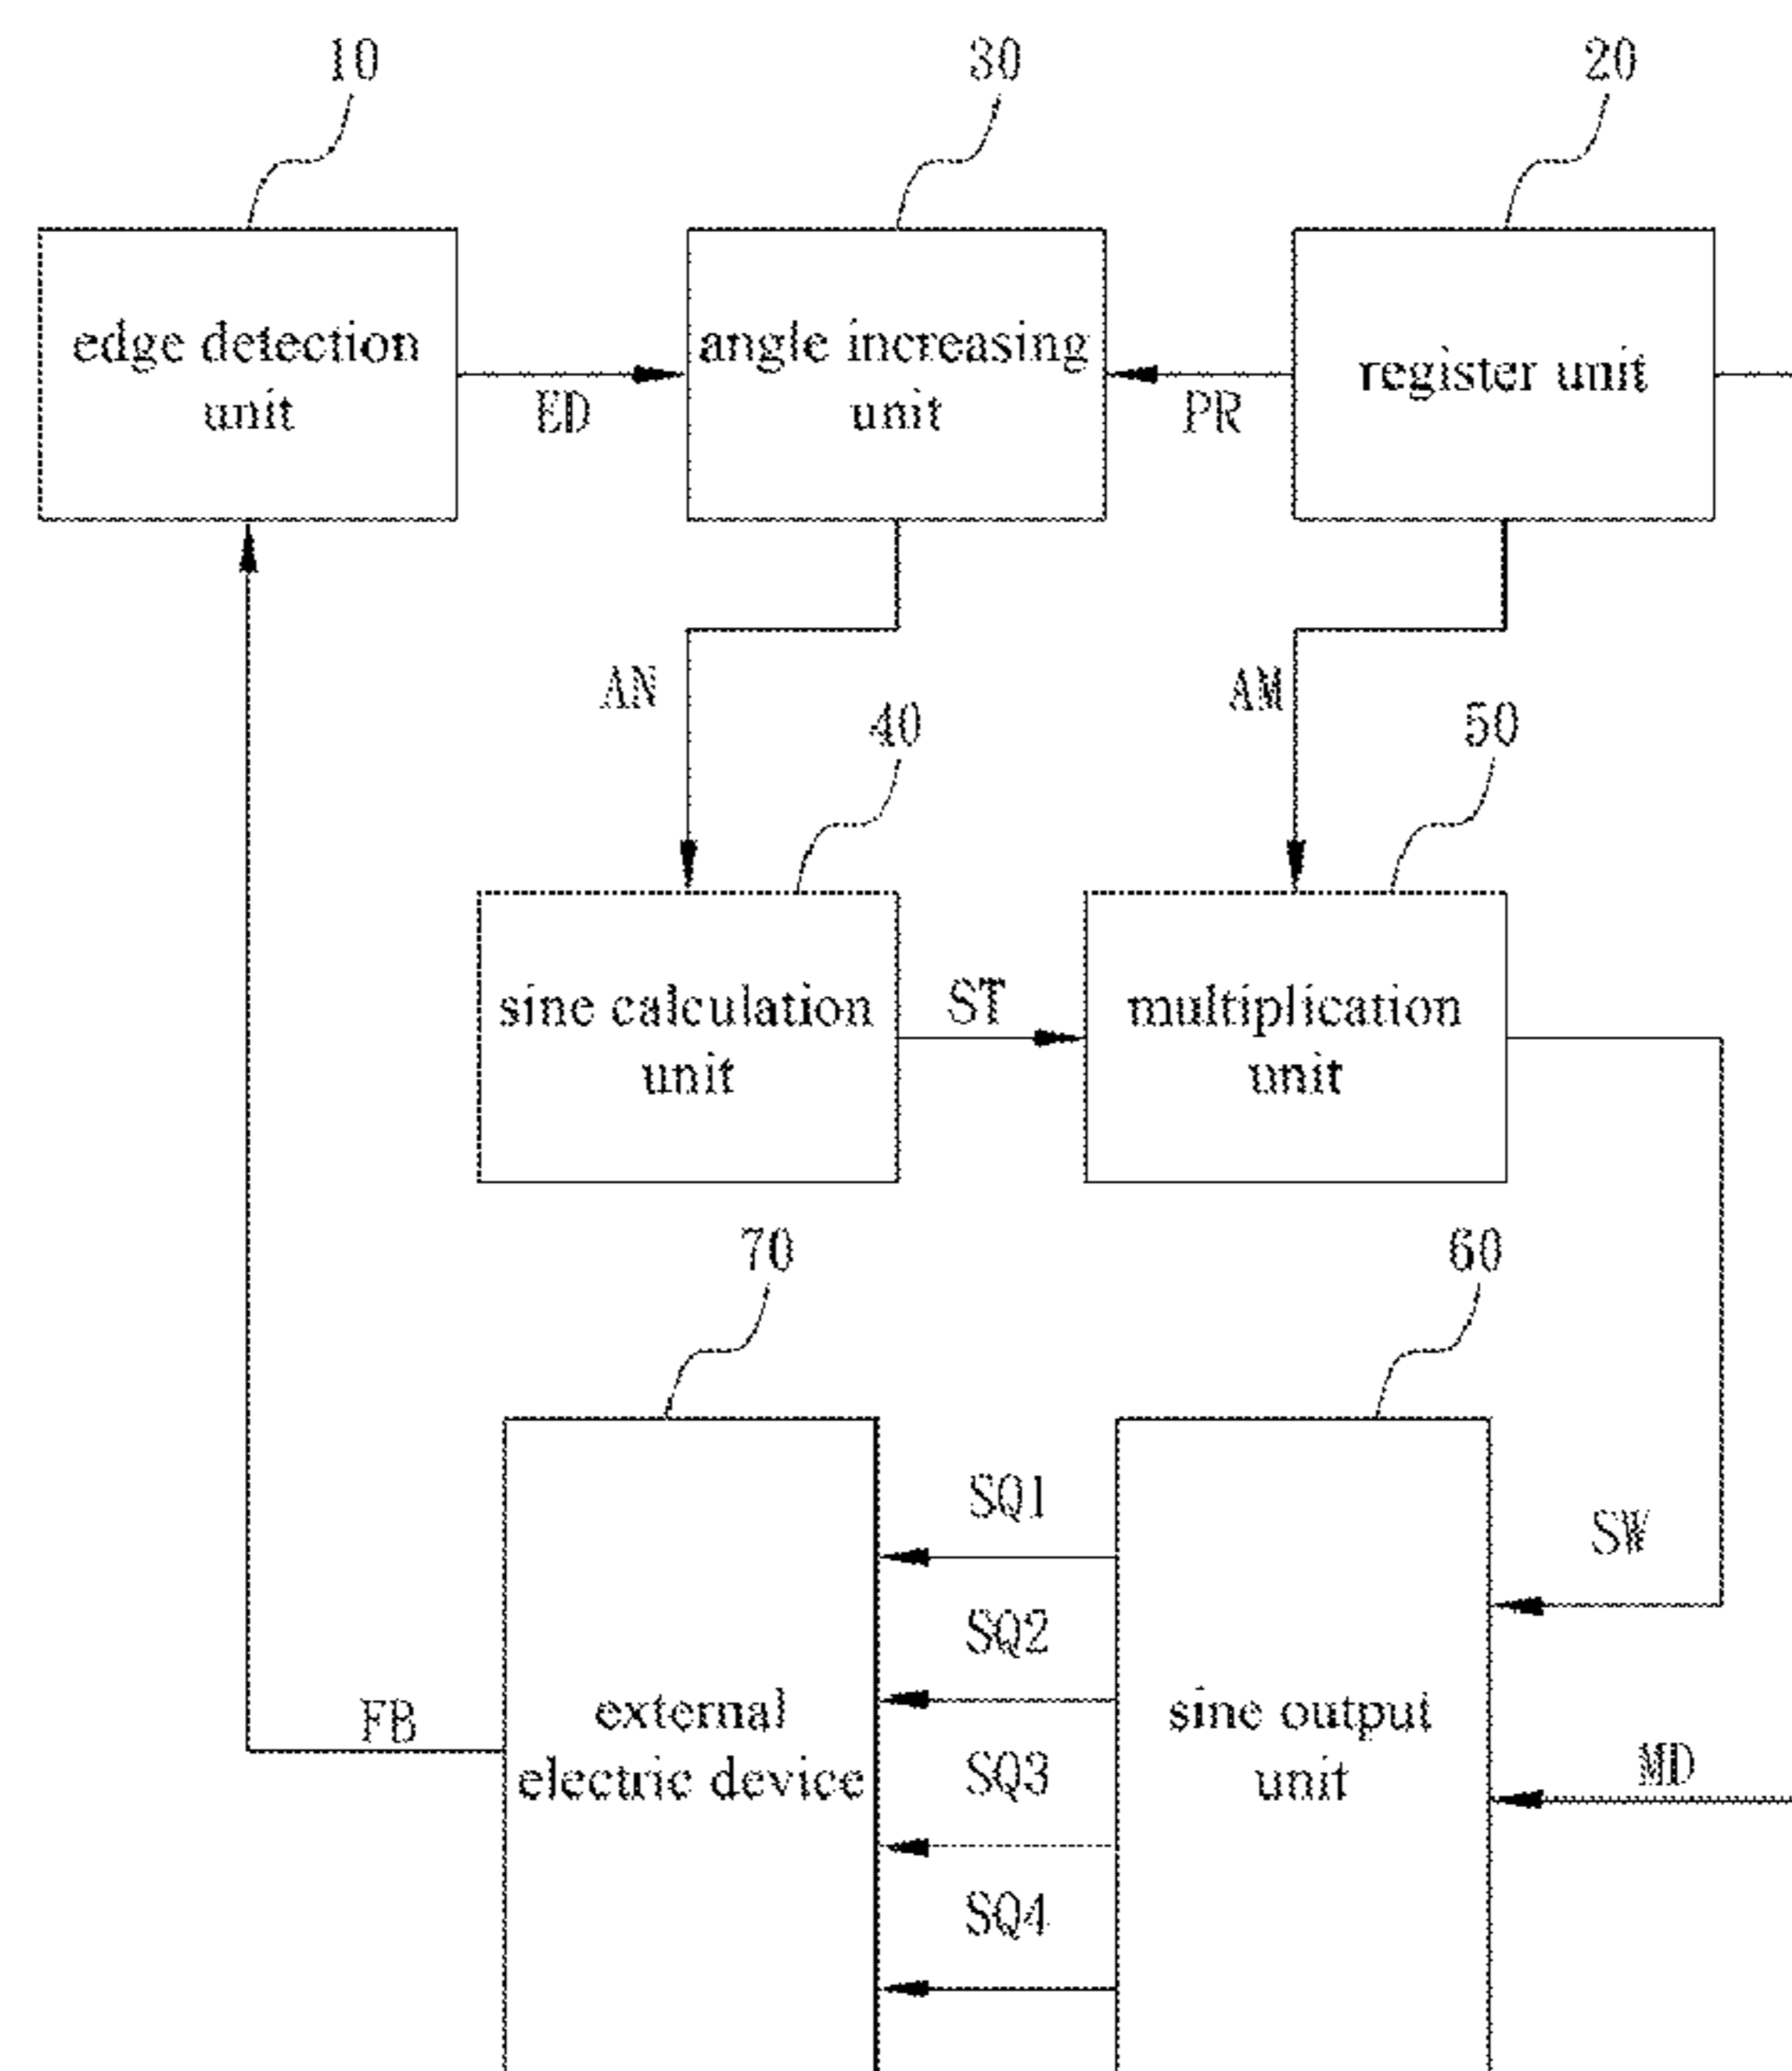 10
30
20
edge detection
unit
ED
angle increasing
unit
PR
register unit
AN
AM
40
50
sine calculation
unit
ST
multiplication
unit
70
60
SQ1
SW
SQ2
FB
external
electric device
SQ3
sine output
unit
MD
SQ4